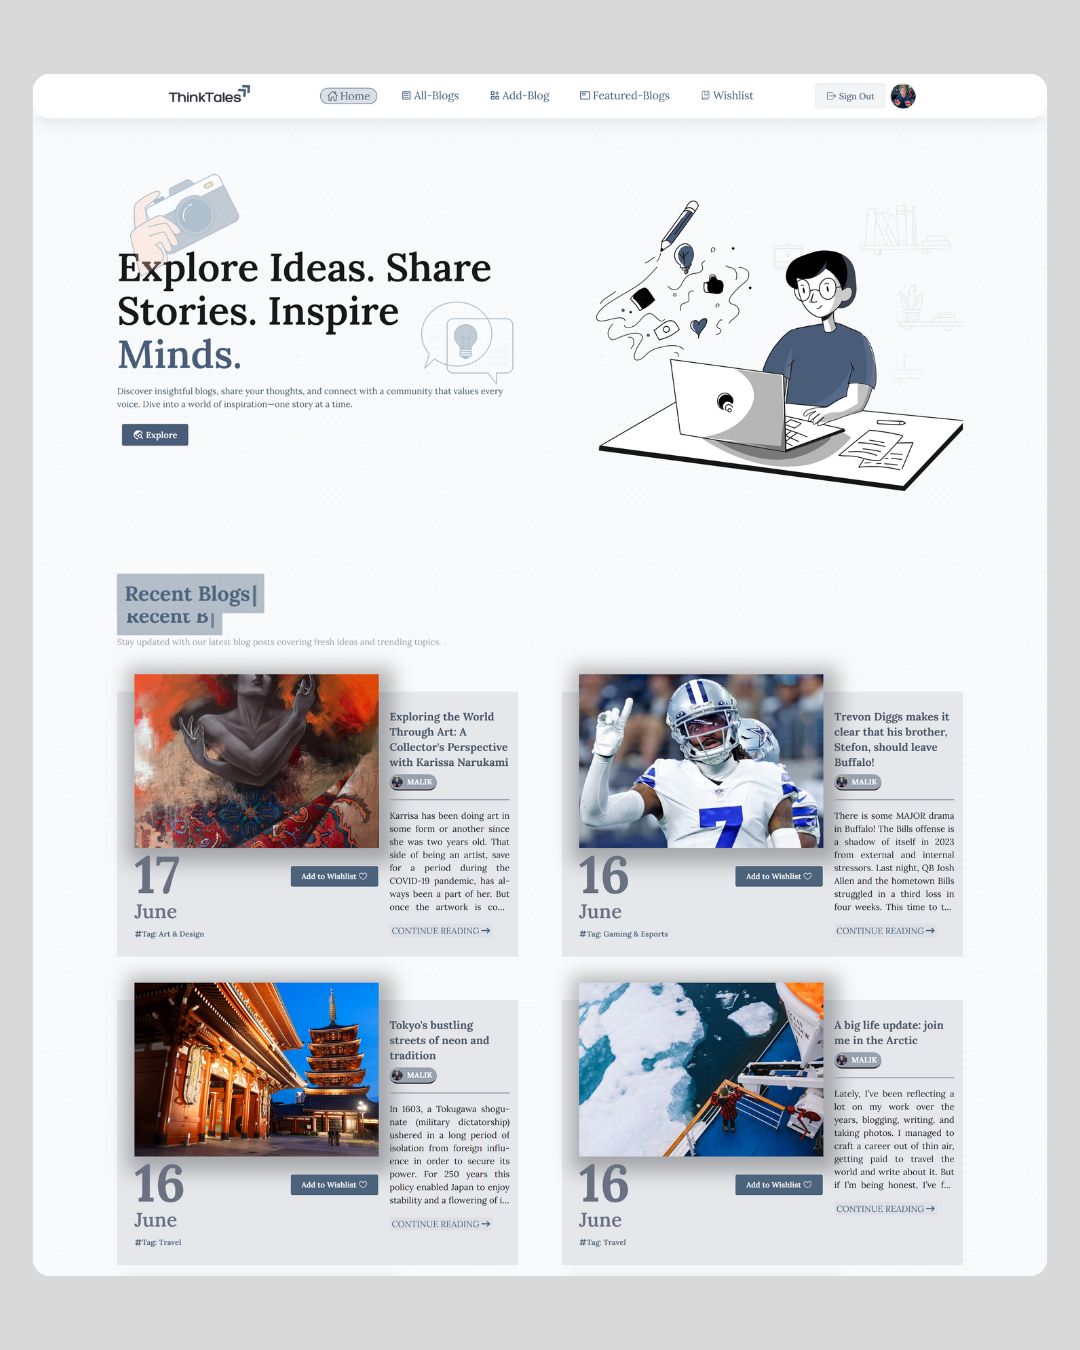 ThinkTales
Home
All-Blogs
Add-Blog
Featured-Blogs
Wishlist
Sign Out
Explore Ideas. Share
Stories. Inspire
Minds.
Discover insightful blogs, share your thoughts, and connect with a community that values every
voice. Dive into a world of inspiration—one story at a time.
Explore
Recent Blogs|
Recent B|
Stay updated with our latest blog posts covering fresh ideas and trending topics.
Exploring the World
Through Art: A
Collector's Perspective
with Karissa Narukami
MALIK
Karrisa has been doing art in
some form or another since
she was two years old. That
side of being an artist, save
for a period during the
COVID-19 pandemic, has al-
ways been a part of her. But
once the artwork is co...
CONTINUE READING
17
June
Add to Wishlist
#Tag: Art & Design
7
Trevon Diggs makes it
clear that his brother,
Stefon, should leave
Buffalo!
MALIK
There is some MAJOR drama
in Buffalo! The Bills offense is
a shadow of itself in 2023
from external and internal
stressors. Last night, QB Josh
Allen and the hometown Bills
struggled in a third loss in
four weeks. This time to t...
CONTINUE READING
16
June
Add to Wishlist
#Tag: Gaming & Esports
Tokyo's bustling
streets of neon and
tradition
MALIK
In 1603, a Tokugawa shogu-
nate (military dictatorship)
ushered in a long period of
isolation from foreign influ-
ence in order to secure its
power. For 250 years this
policy enabled Japan to enjoy
stability and a flowering of i...
CONTINUE READING
16
June
Add to Wishlist
#Tag: Travel
A big life update: join
me in the Arctic
MALIK
Lately, I've been reflecting a
lot on my work over the
years, blogging, writing, and
taking photos. I managed to
craft a career out of thin air,
getting paid to travel the
world and write about it. But
if I'm being honest, I've f...
CONTINUE READING
16
June
Add to Wishlist
#Tag: Travel